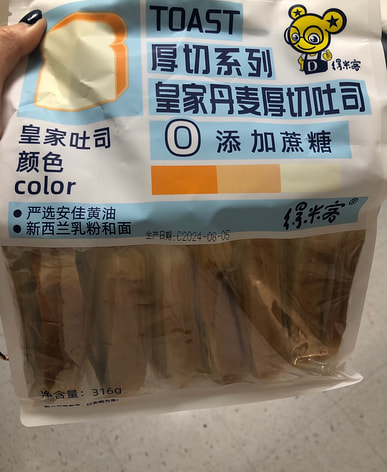 TOAST
厚切系列
得米客
皇家丹麦厚切吐司
0 添加蔗糖
皇家吐司
颜色
color
• 严选安佳黄油
• 新西兰乳粉和面
得米客®
生产日期:C2024-08-05
净含量: 316g